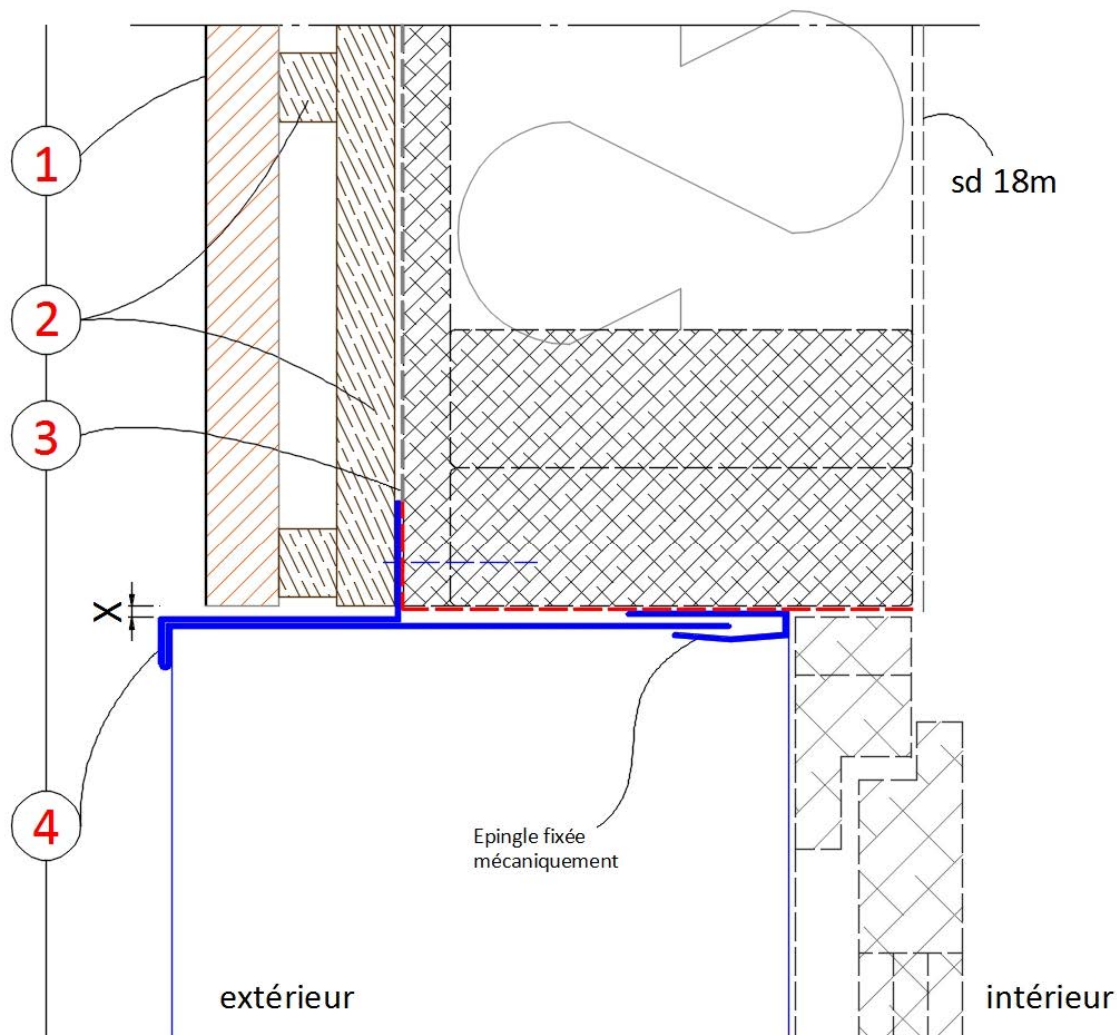 1
sd 18m
2
3
X
4
Epingle fixée
mécaniquement
extérieur
intérieur